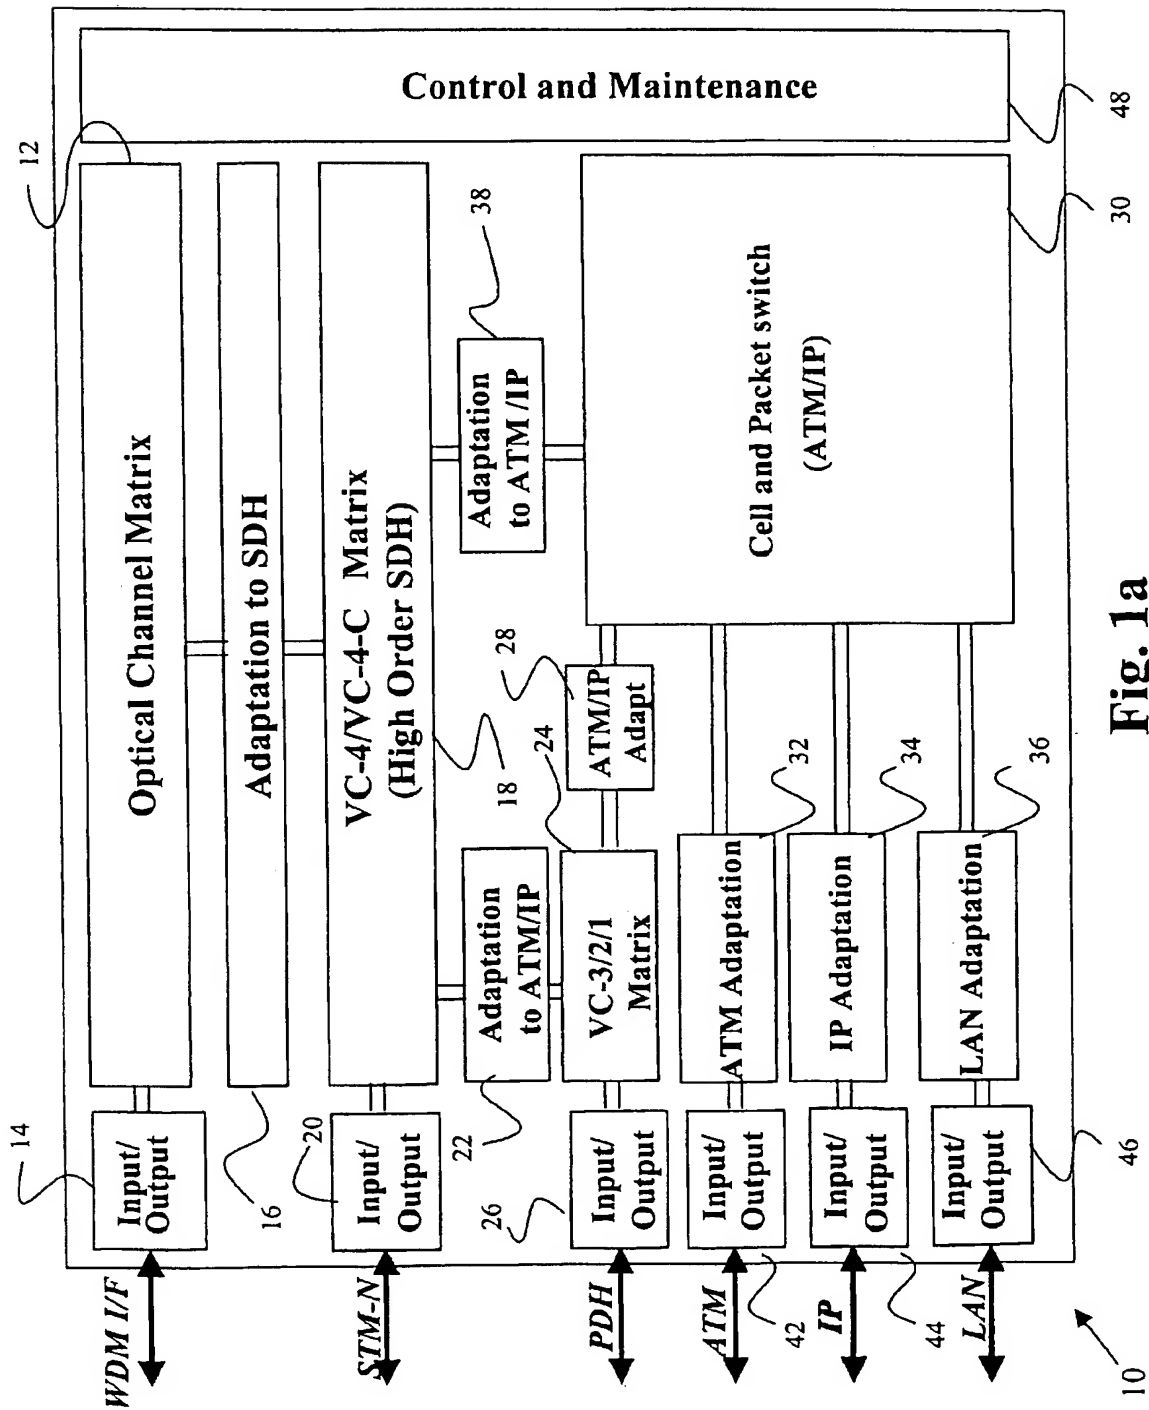 12
Control and Maintenance
48
14
Input/
Output
WDM I/F
Optical Channel Matrix
16
Adaptation to SDH
20
Input/
Output
STM-N
VC-4/VC-4-C Matrix
(High Order SDH)
18
38
Adaptation
to ATM /IP
22
Adaptation
to ATM/IP
24
28
ATM/IP
Adapt
26
Input/
Output
PDH
VC-3/2/1
Matrix
Cell and Packet switch
(ATM/IP)
30
Input/
Output
ATM
42
ATM Adaptation
32
Input/
Output
IP
44
IP Adaptation
34
Input/
Output
LAN
46
LAN Adaptation
36
10
Fig. 1a